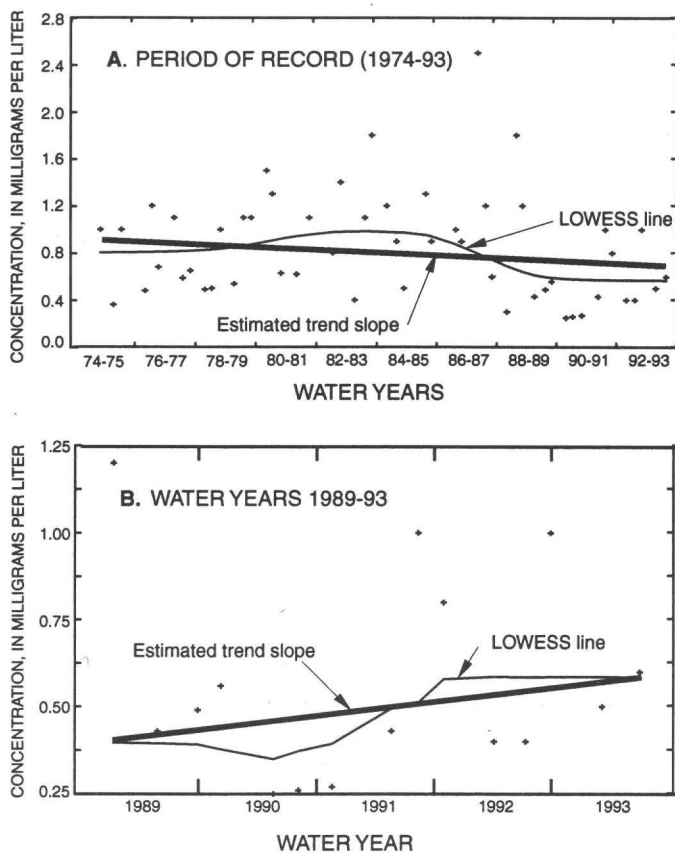 CONCENTRATION, IN MILLIGRAMS PER LITER
2.8
2.4
2.0
1.6
1.2
0.8
0.4
0.0
A. PERIOD OF RECORD (1974-93)
LOWESS line
Estimated trend slope
74-75 76-77 78-79 80-81 82-83 84-85 86-87 88-89 90-91 92-93
WATER YEARS
CONCENTRATION, IN MILLIGRAMS PER LITER
1.25
1.00
0.75
0.50
0.25
B. WATER YEARS 1989-93
Estimated trend slope
LOWESS line
1989 1990 1991 1992 1993
WATER YEAR